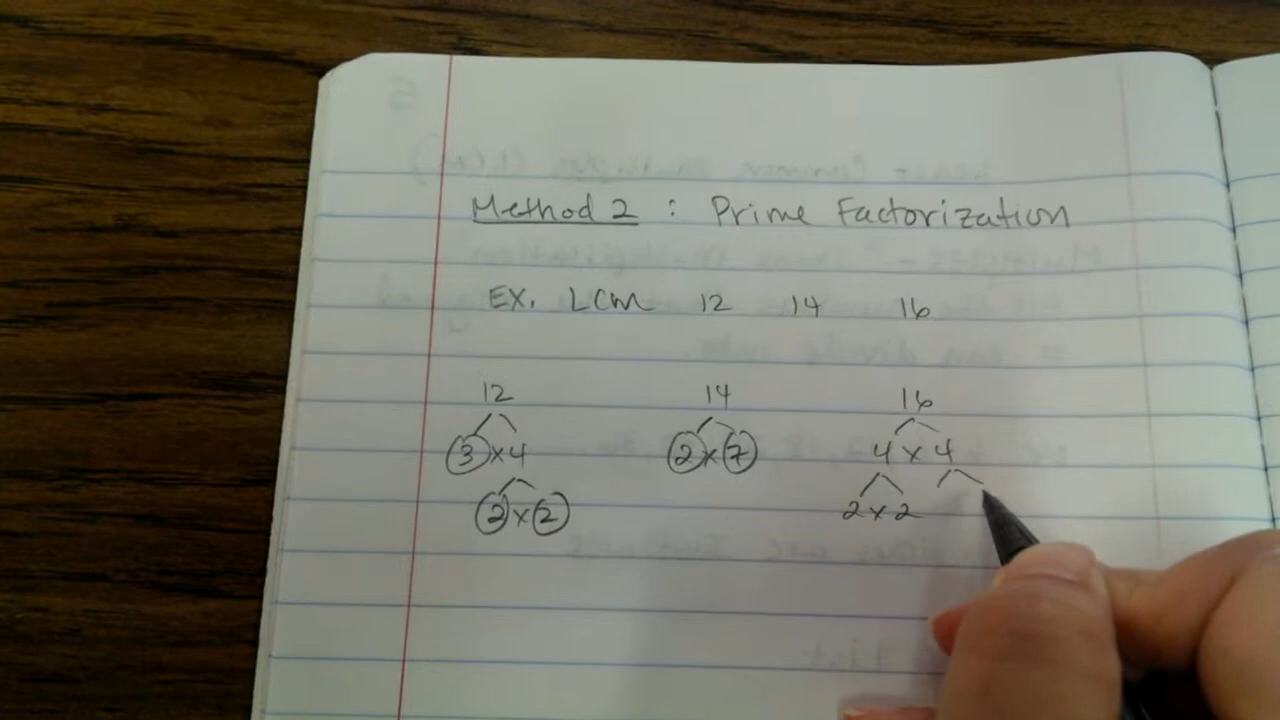 Method 2 : Prime Factorization
EX. LCM 12 14 16
12 14 16
3 x 4 2 x 7 4 x 4
2 x 2 2 x 2